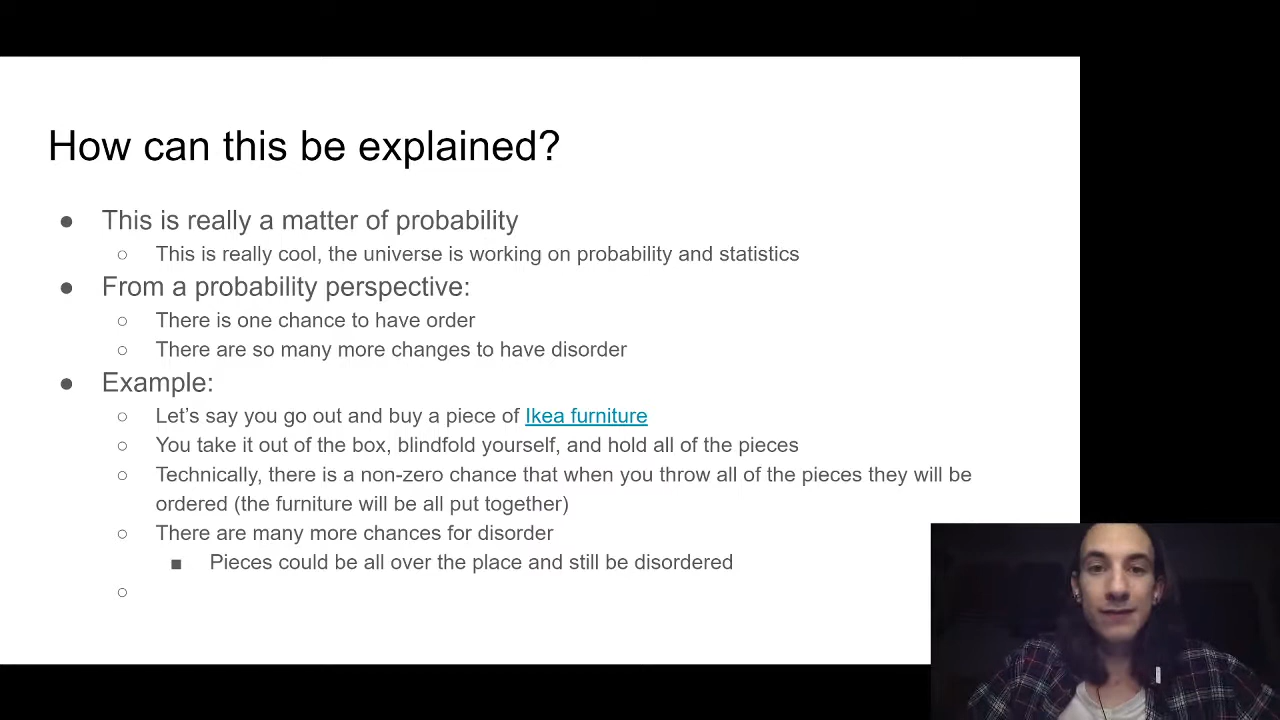 How can this be explained?
● This is really a matter of probability
○ This is really cool, the universe is working on probability and statistics
● From a probability perspective:
○ There is one chance to have order
○ There are so many more changes to have disorder
● Example:
○ Let’s say you go out and buy a piece of Ikea furniture
○ You take it out of the box, blindfold yourself, and hold all of the pieces
○ Technically, there is a non-zero chance that when you throw all of the pieces they will be
ordered (the furniture will be all put together)
○ There are many more chances for disorder
■ Pieces could be all over the place and still be disordered
○